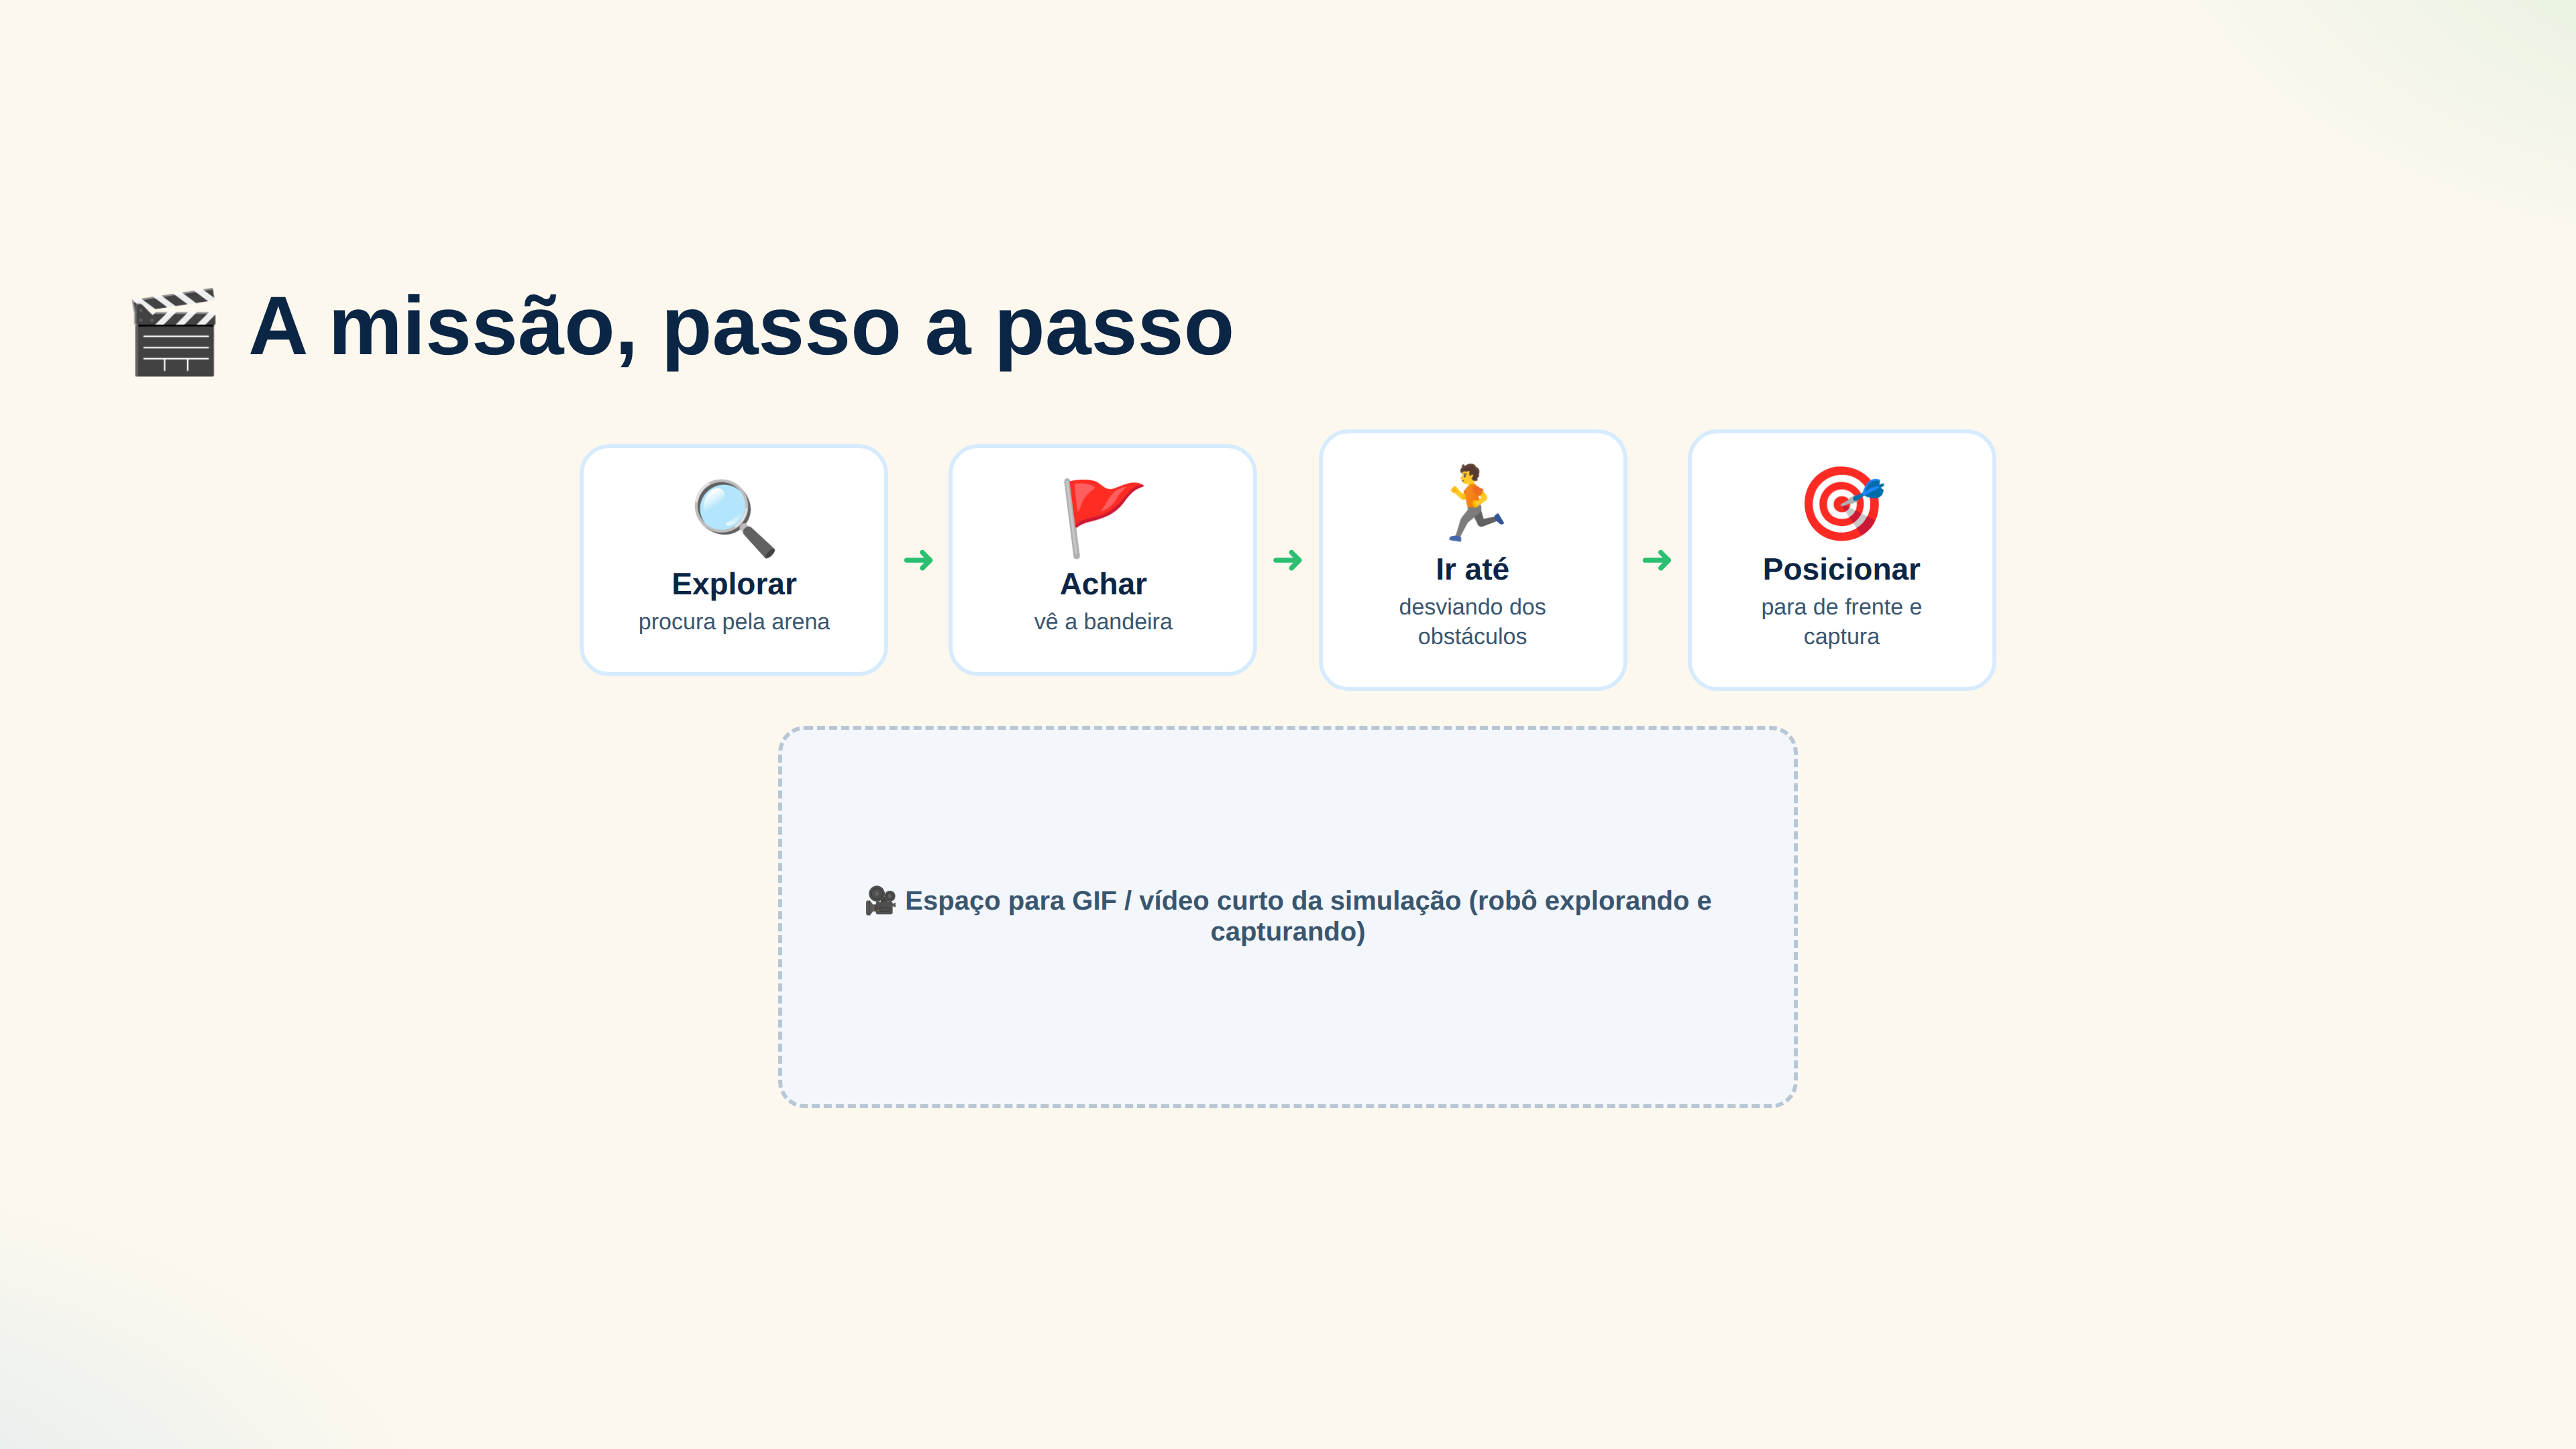 A missão, passo a passo
Explorar
procura pela arena
Achar
vê a bandeira
Ir até
desviando dos
obstáculos
Posicionar
para de frente e
captura
Espaço para GIF / vídeo curto da simulação (robô explorando e
capturando)